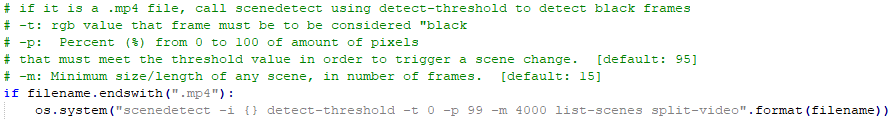 # if it is a .mp4 file, call scenedetect using detect-threshold to detect black frames
# -t: rgb value that frame must be to be considered "black
# -p:  Percent (%) from 0 to 100 of amount of pixels
# that must meet the threshold value in order to trigger a scene change.  [default: 95]
# -m: Minimum size/length of any scene, in number of frames.  [default: 15]
if filename.endswith(".mp4"):
    os.system("scenedetect -i {} detect-threshold -t 0 -p 99 -m 4000 list-scenes split-video".format(filename))